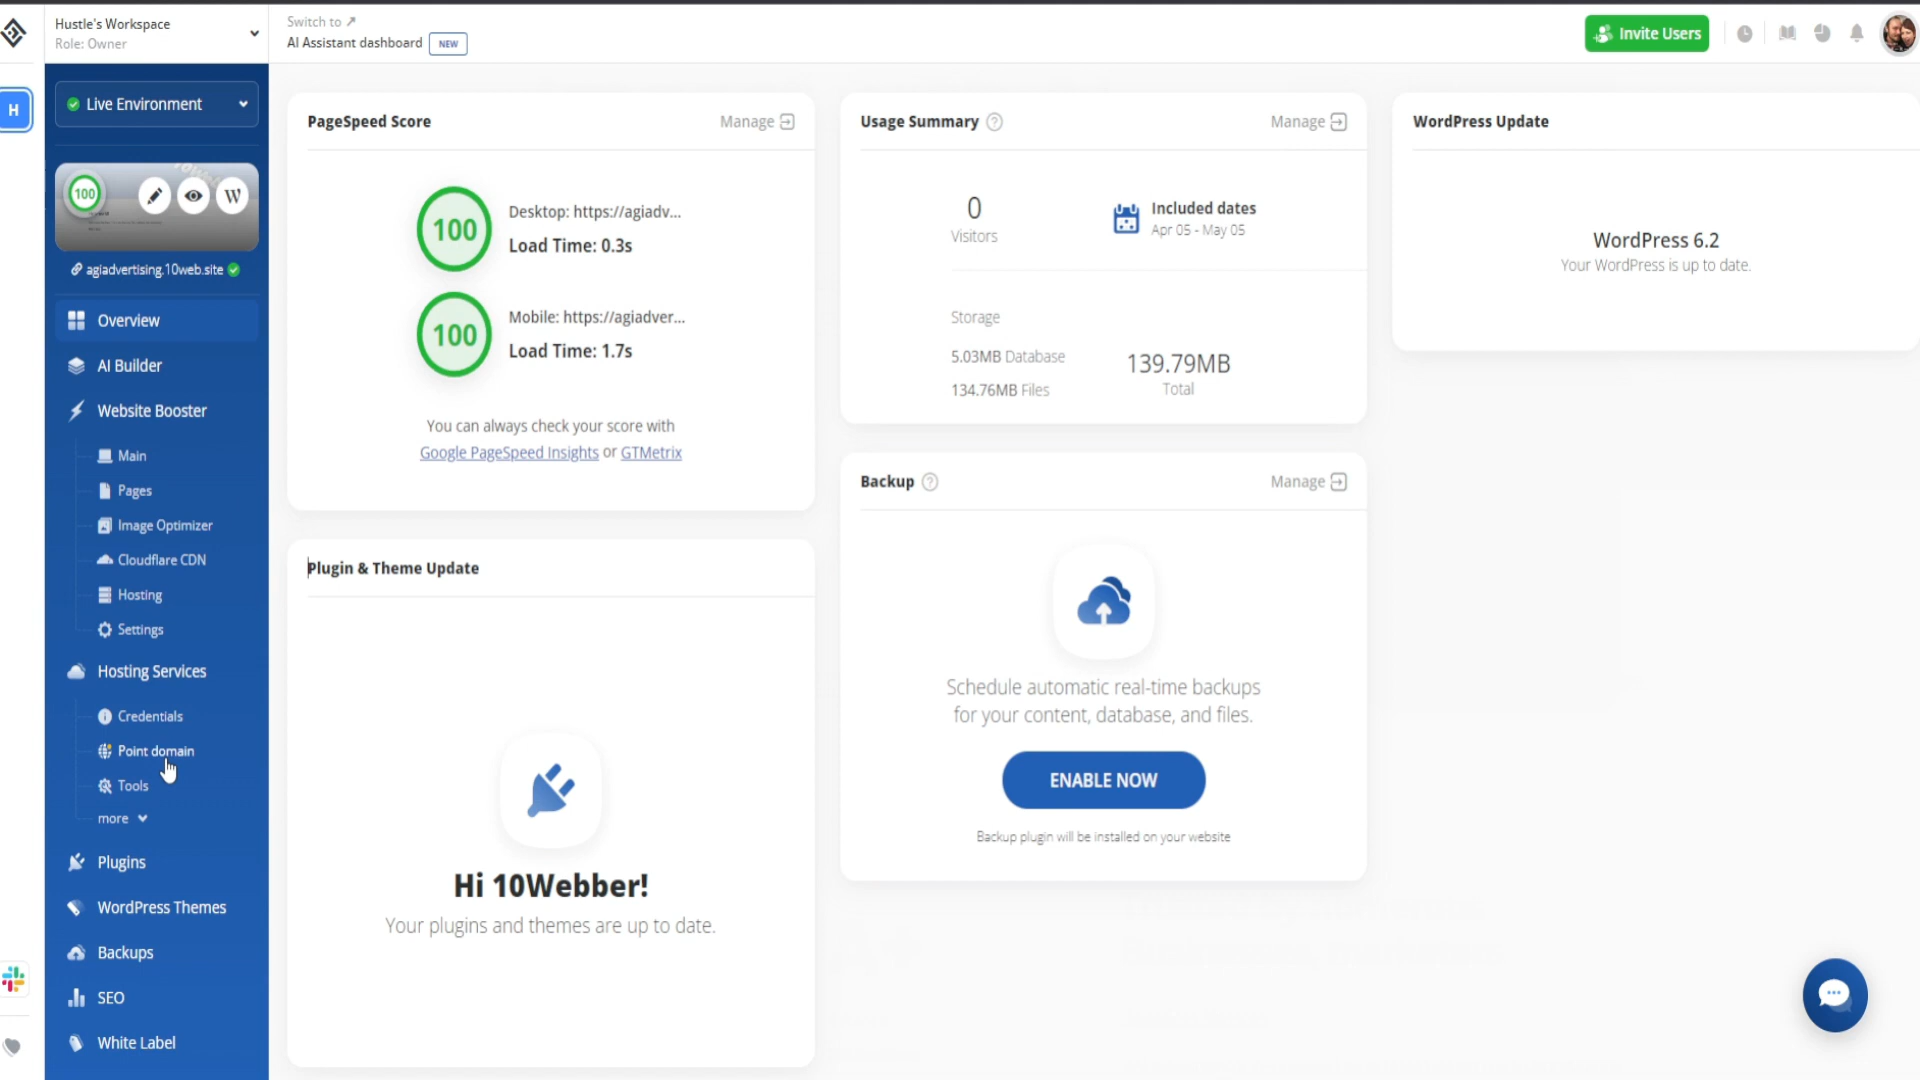 Hustle's Workspace
Role: Owner
Switch to
AI Assistant dashboard NEW
Invite Users
H
Live Environment
100
W
agiadvertising.10web.site
Overview
AI Builder
Website Booster
Main
Pages
Image Optimizer
Cloudflare CDN
Hosting
Settings
Hosting Services
Credentials
Point domain
Tools
more
Plugins
WordPress Themes
Backups
SEO
White Label
PageSpeed Score
Manage
100
Desktop: https://agiadv...
Load Time: 0.3s
100
Mobile: https://agiadver...
Load Time: 1.7s
You can always check your score with
Google PageSpeed Insights or GTMetrix
Plugin & Theme Update
Hi 10Webber!
Your plugins and themes are up to date.
Usage Summary ?
Manage
0
Visitors
Included dates
Apr 05 - May 05
Storage
5.03MB Database
134.76MB Files
139.79MB
Total
Backup ?
Manage
Schedule automatic real-time backups
for your content, database, and files.
ENABLE NOW
Backup plugin will be installed on your website
WordPress Update
WordPress 6.2
Your WordPress is up to date.